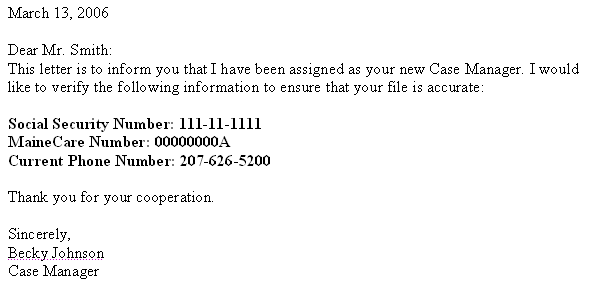 March 13, 2006
Dear Mr. Smith:
This letter is to inform you that I have been assigned as your new Case Manager. I would
like to verify the following information to ensure that your file is accurate:
Social Security Number: 111-11-1111
MaineCare Number: 00000000A
Current Phone Number: 207-626-5200
Thank you for your cooperation.
Sincerely,
Becky Johnson
Case Manager